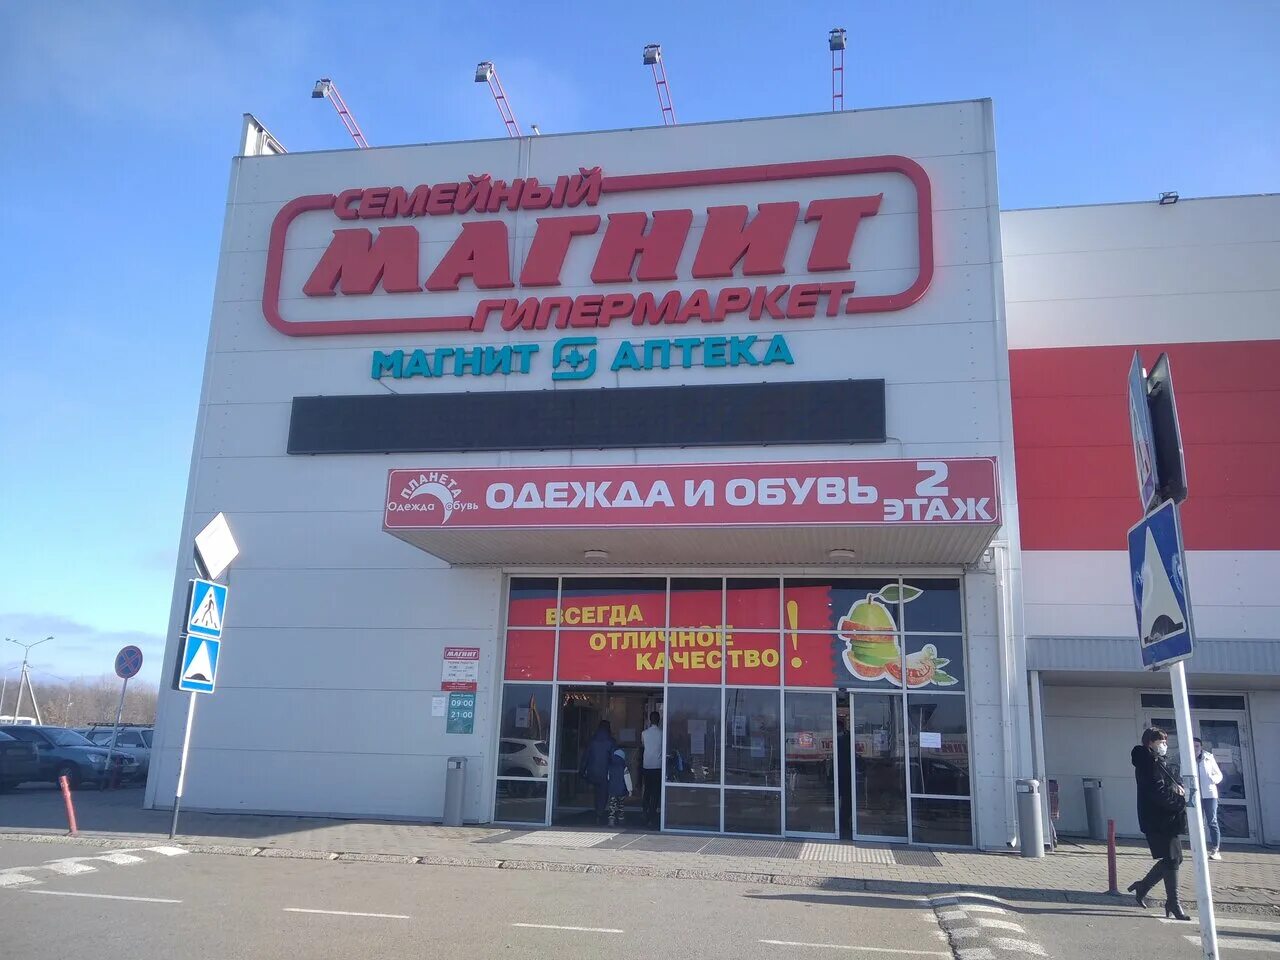 СЕМЕЙНЫЙ
МАГНИТ
ГИПЕРМАРКЕТ
МАГНИТ АПТЕКА
ПЛАНЕТА
Одежда Обувь
ОДЕЖДА И ОБУВЬ
2
ЭТАЖ
ВСЕГДА
ОТЛИЧНОЕ
КАЧЕСТВО!
МАГНИТ
09:00
21:00